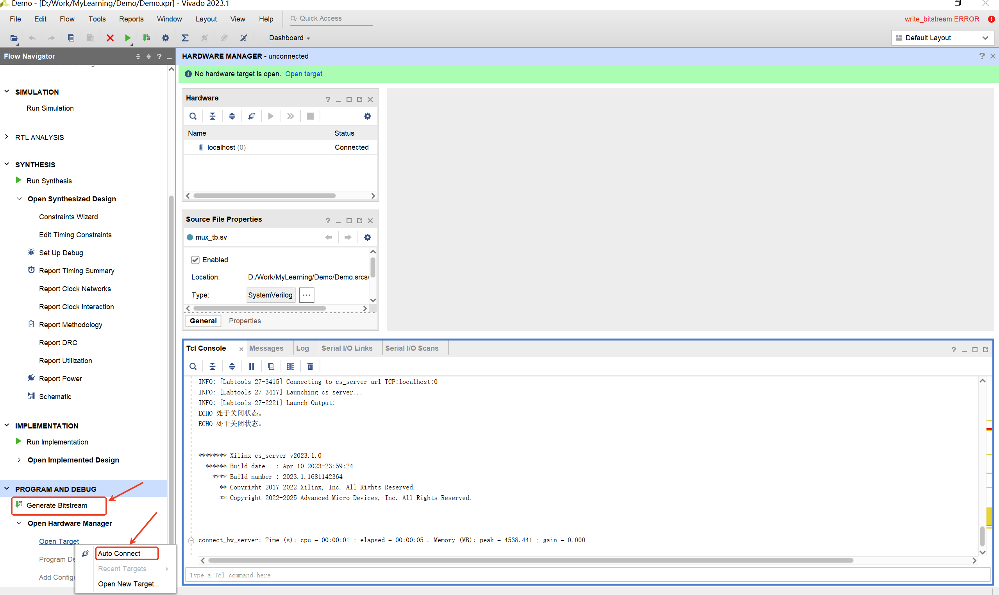 Demo - [D:/Work/MyLearning/Demo/Demo.xpr] - Vivado 2023.1
File Edit Flow Tools Reports Window Layout View Help Quick Access write_bitstream ERROR
Dashboard Default Layout
Flow Navigator
SIMULATION
Run Simulation
RTL ANALYSIS
SYNTHESIS
Run Synthesis
Open Synthesized Design
Constraints Wizard
Edit Timing Constraints
Set Up Debug
Report Timing Summary
Report Clock Networks
Report Clock Interaction
Report Methodology
Report DRC
Report Utilization
Report Power
Schematic
IMPLEMENTATION
Run Implementation
Open Implemented Design
PROGRAM AND DEBUG
Generate Bitstream
Open Hardware Manager
Open Target
Program De
Add Config
Auto Connect
Recent Targets
Open New Target...
HARDWARE MANAGER - unconnected
No hardware target is open. Open target
Hardware
Name Status
localhost (0) Connected
Source File Properties
mux_tb.sv
Enabled
Location: D:/Work/MyLearning/Demo/Demo.srcs/
Type: SystemVerilog ...
General Properties
Tcl Console Messages Log Serial I/O Links Serial I/O Scans
INFO: [Labtools 27-3415] Connecting to cs_server url TCP:localhost:0
INFO: [Labtools 27-3417] Launching cs_server...
INFO: [Labtools 27-2221] Launch Output:
ECHO 处于关闭状态。
ECHO 处于关闭状态。
******** Xilinx cs_server v2023.1.0
****** Build date : Apr 10 2023-23:59:24
**** Build number : 2023.1.1681142364
** Copyright 2017-2022 Xilinx, Inc. All Rights Reserved.
** Copyright 2022-2025 Advanced Micro Devices, Inc. All Rights Reserved.
connect_hw_server: Time (s): cpu = 00:00:01 ; elapsed = 00:00:05 . Memory (MB): peak = 4538.441 ; gain = 0.000
Type a Tcl command here